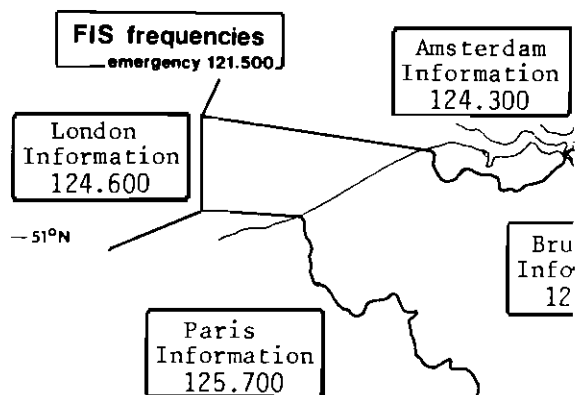 FIS frequencies
emergency 121.500
Amsterdam
Information
124.300
London
Information
124.600
— 51°N
Paris
Information
125.700